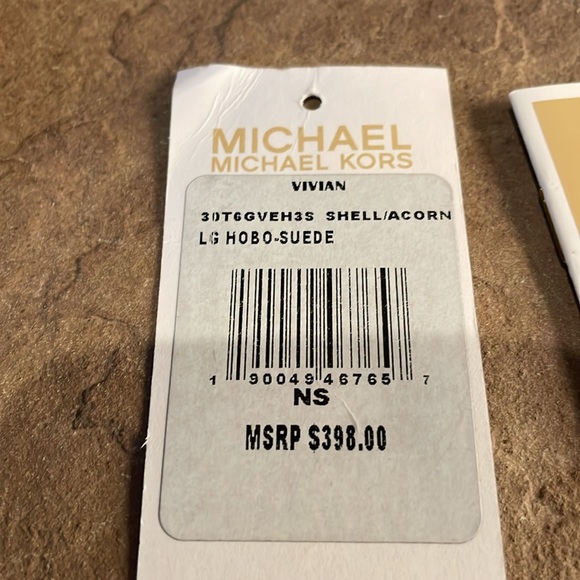 MICHAEL
MICHAEL KORS
VIVIAN
30T6GVEH3S SHELL/ACORN
LG HOBO-SUEDE
1 90049 46765 7
NS
MSRP $398.00